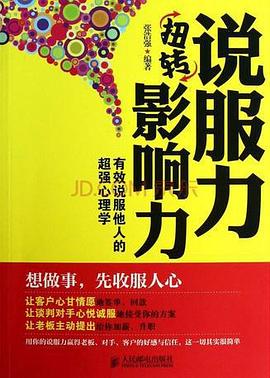 说服力
扭转
影响力
编著
有效说服他人的
超强心理学
JD.COM
想做事，先收服人心
让客户心甘情愿地签单、回款
让谈判对手心悦诚服地接受你的方案
让老板主动提出给你加薪、升职
用你的说服力赢得老板、对手、客户的好感与信任，这一切其实很简单
人民邮电出版社